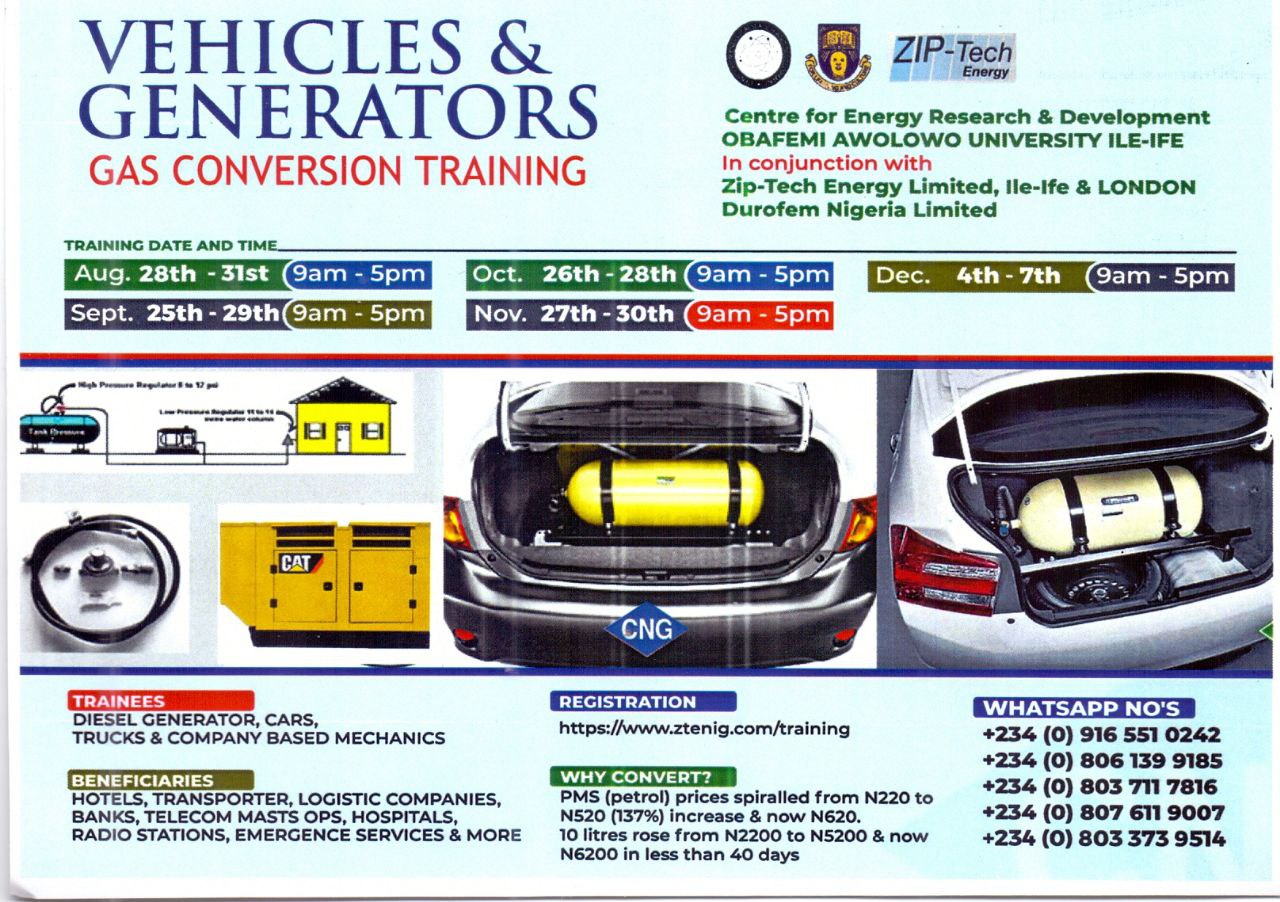 VEHICLES &
GENERATORS
GAS CONVERSION TRAINING
ZIP-Tech
Energy
Centre for Energy Research & Development
OBAFEMI AWOLOWO UNIVERSITY ILE-IFE
In conjunction with
Zip-Tech Energy Limited, Ile-Ife & LONDON
Durofem Nigeria Limited
TRAINING DATE AND TIME
Aug. 28th - 31st 9am - 5pm
Sept. 25th - 29th 9am - 5pm
Oct. 26th - 28th 9am - 5pm
Nov. 27th - 30th 9am - 5pm
Dec. 4th - 7th 9am - 5pm
High Pressure Regulator
Tank Pressure
Low Pressure Regulator
water column
CAT
CNG
TRAINEES
DIESEL GENERATOR, CARS,
TRUCKS & COMPANY BASED MECHANICS
BENEFICIARIES
HOTELS, TRANSPORTER, LOGISTIC COMPANIES,
BANKS, TELECOM MASTS OPS, HOSPITALS,
RADIO STATIONS, EMERGENCE SERVICES & MORE
REGISTRATION
https://www.ztenig.com/training
WHY CONVERT?
PMS (petrol) prices spiralled from N220 to
N520 (137%) increase & now N620.
10 litres rose from N2200 to N5200 & now
N6200 in less than 40 days
WHATSAPP NO'S
+234 (0) 916 551 0242
+234 (0) 806 139 9185
+234 (0) 803 711 7816
+234 (0) 807 611 9007
+234 (0) 803 373 9514